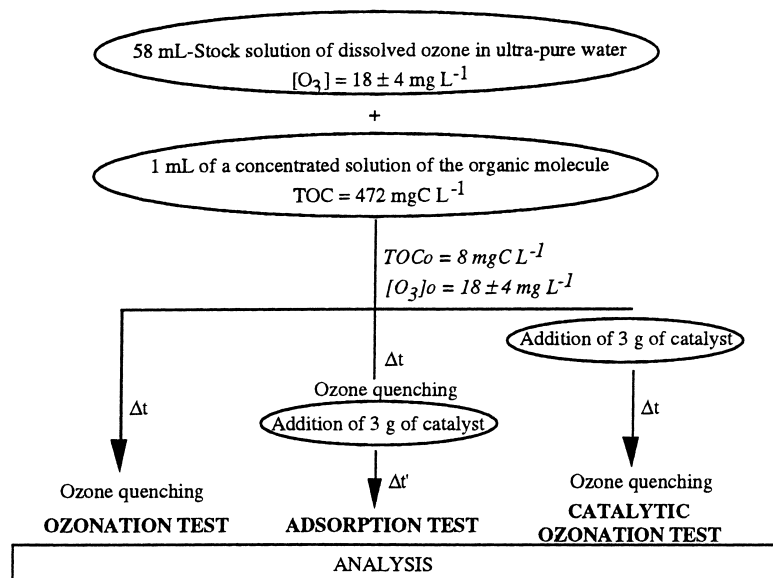 58 mL-Stock solution of dissolved ozone in ultra-pure water
[O3] = 18 ± 4 mg L-1
+
1 mL of a concentrated solution of the organic molecule
TOC = 472 mgC L-1
TOCo = 8 mgC L-1
[O3]o = 18 ±4 mg L-1
Addition of 3 g of catalyst
Δt
Ozone quenching
Δt
Δt
Addition of 3 g of catalyst
Δt'
Ozone quenching
Ozone quenching
OZONATION TEST
ADSORPTION TEST
CATALYTIC
OZONATION TEST
ANALYSIS